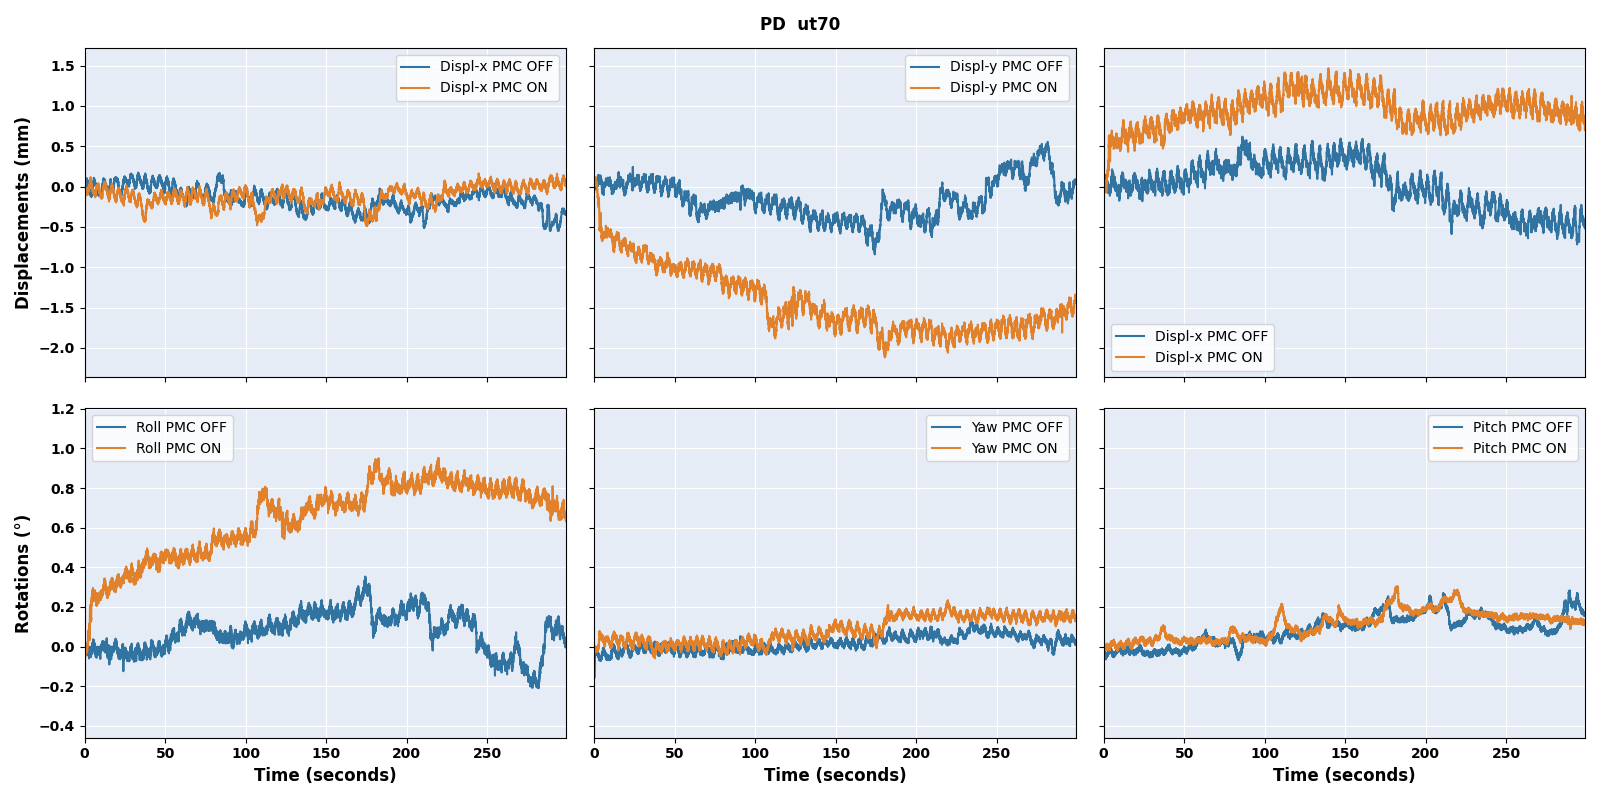 PD ut70
Displ-x PMC OFF
Displ-x PMC ON
Displ-y PMC OFF
Displ-y PMC ON
Displ-x PMC OFF
Displ-x PMC ON
Displacements (mm)
1.5
1.0
0.5
0.0
−0.5
−1.0
−1.5
−2.0
Roll PMC OFF
Roll PMC ON
Yaw PMC OFF
Yaw PMC ON
Pitch PMC OFF
Pitch PMC ON
Rotations (°)
1.2
1.0
0.8
0.6
0.4
0.2
0.0
−0.2
−0.4
0 50 100 150 200 250
0 50 100 150 200 250
0 50 100 150 200 250
Time (seconds)
Time (seconds)
Time (seconds)